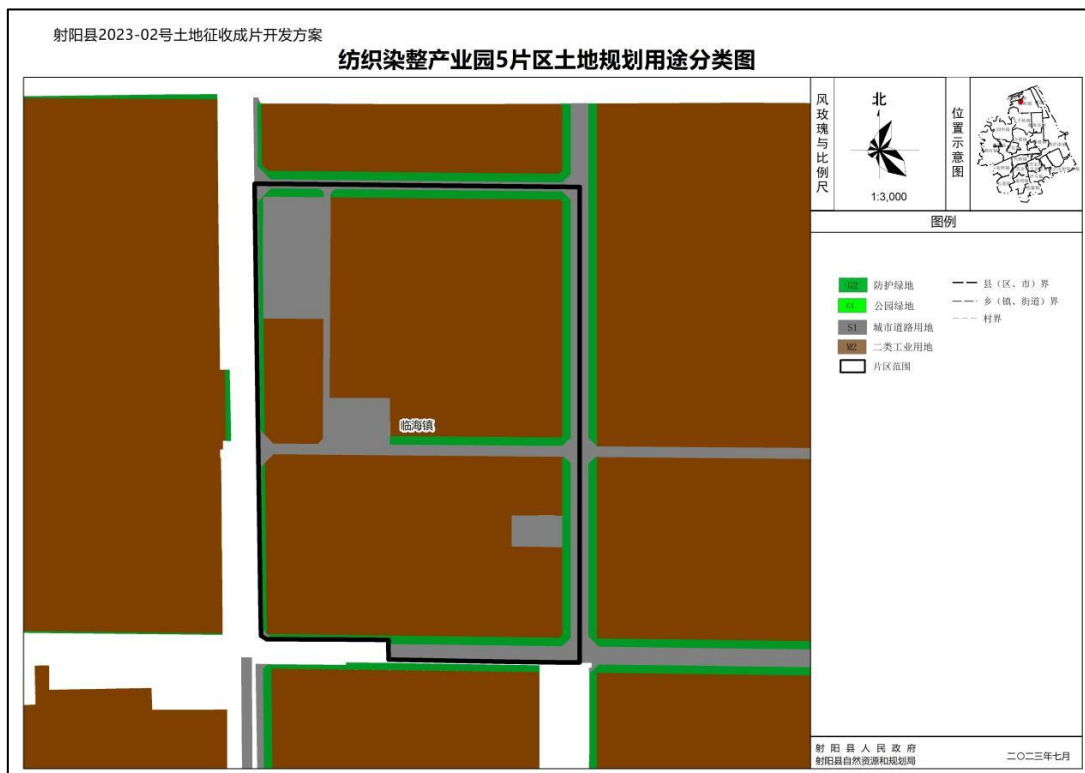 射阳县2023-02号土地征收成片开发方案
纺织染整产业园5片区土地规划用途分类图
风玫瑰与比例尺
北
1:3,000
位置示意图
图例
G2 防护绿地
G1 公园绿地
S1 城市道路用地
M2 二类工业用地
片区范围
县（区、市）界
乡（镇、街道）界
村界
临海镇
射阳县人民政府
射阳县自然资源和规划局
二〇二三年七月